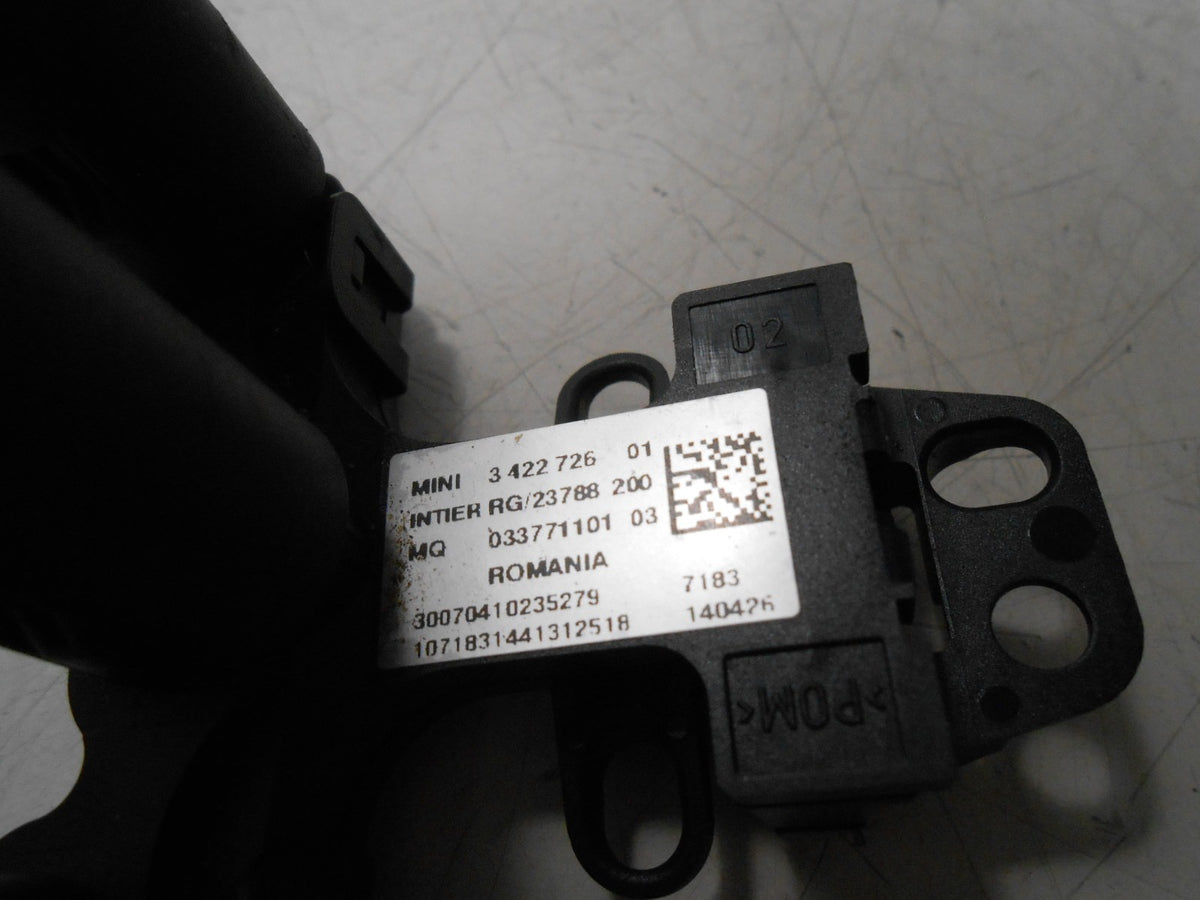 02
MINI 3 422 726 01
INTIER RG/23788 200
MQ 033771101 03
ROMANIA
30070410235279 7183
1071831441312518 140426
>POM<